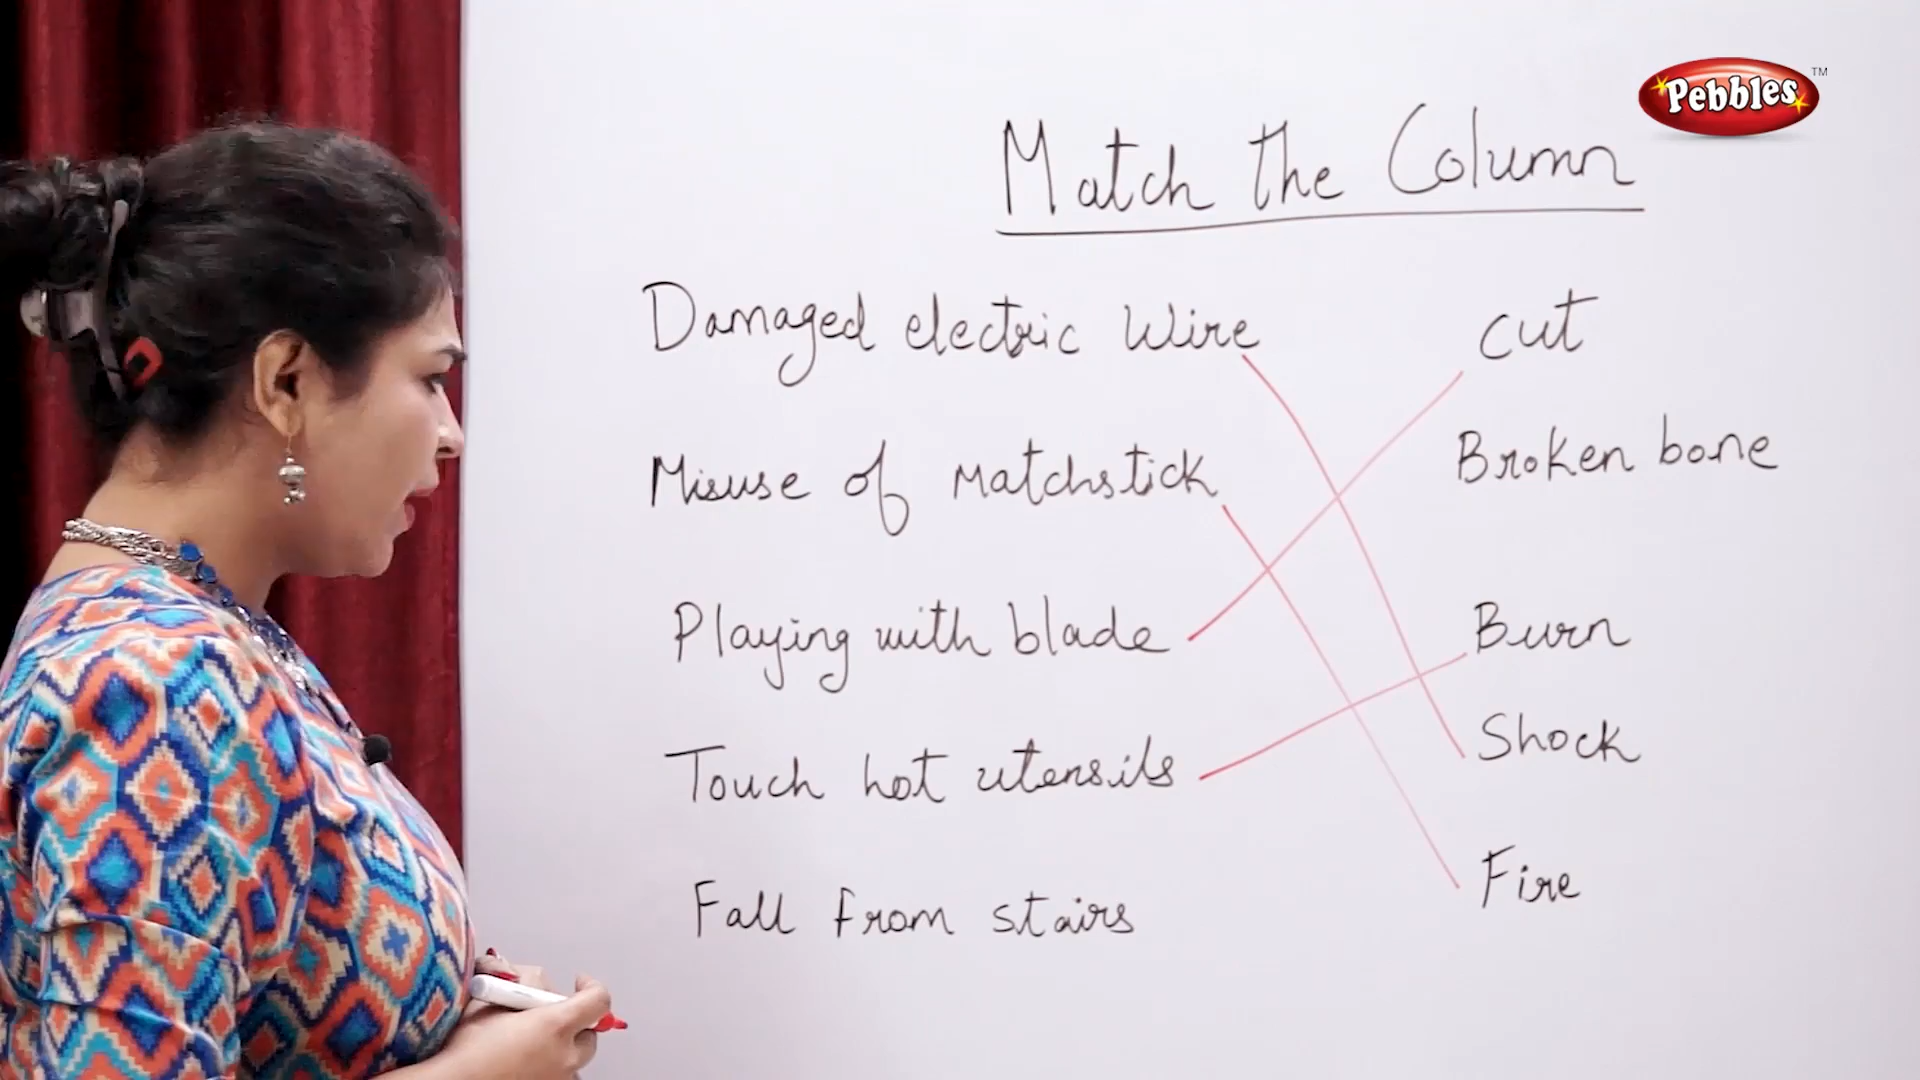 Pebbles TM
Match the Column
Damaged electric wire
cut
Misuse of Matchstick
Broken bone
Playing with blade
Burn
Touch hot utensils
Shock
Fall from stairs
Fire